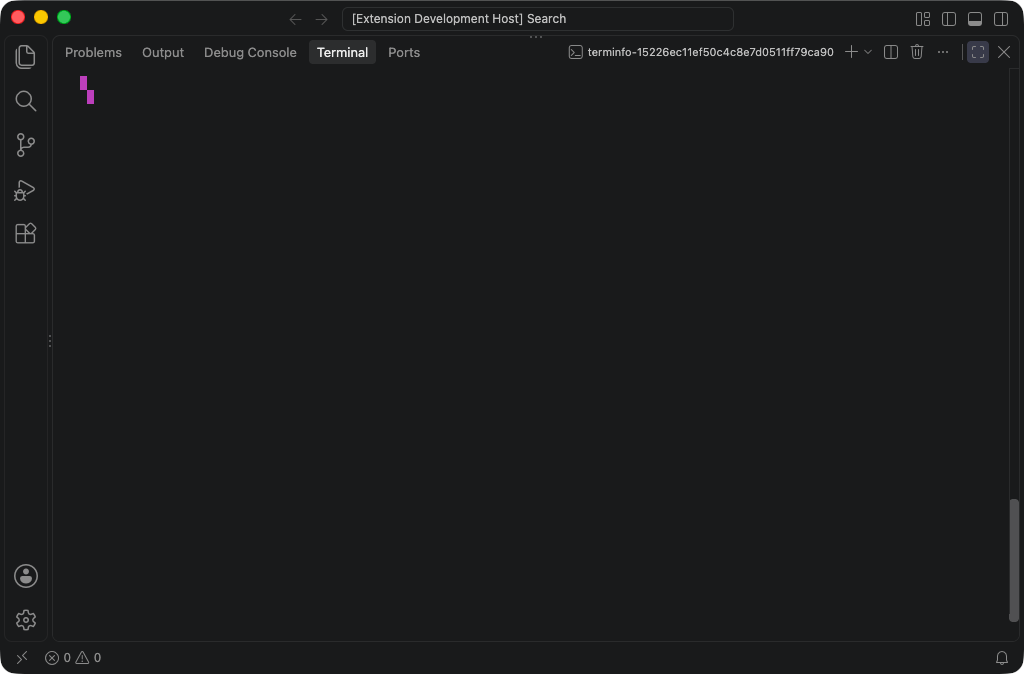 [Extension Development Host] Search
Problems Output Debug Console Terminal Ports
terminfo-15226ec11ef50c4c8e7d0511ff79ca90
0 0